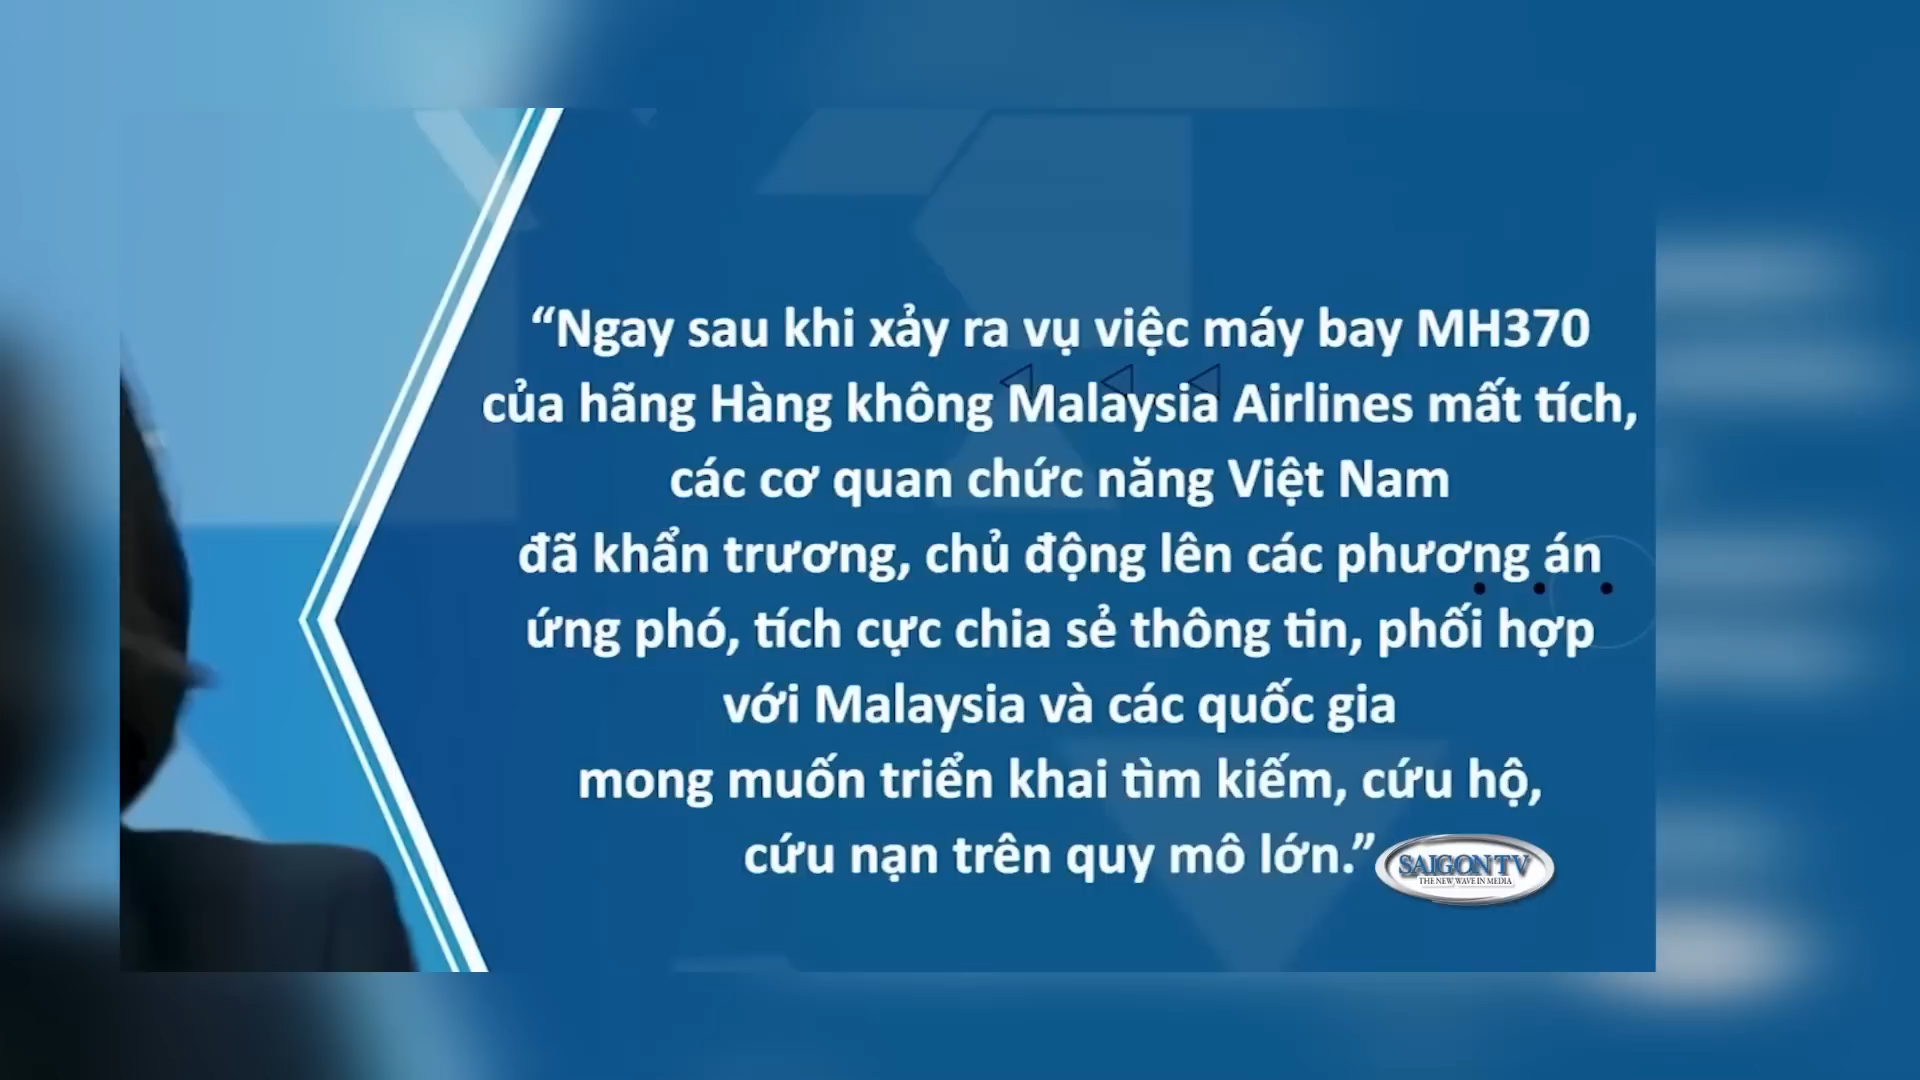 “Ngay sau khi xảy ra vụ việc máy bay MH370
của hãng Hàng không Malaysia Airlines mất tích,
các cơ quan chức năng Việt Nam
đã khẩn trương, chủ động lên các phương án
ứng phó, tích cực chia sẻ thông tin, phối hợp
với Malaysia và các quốc gia
mong muốn triển khai tìm kiếm, cứu hộ,
cứu nạn trên quy mô lớn.”
SAIGON TV
THE NEW WAVE IN MEDIA